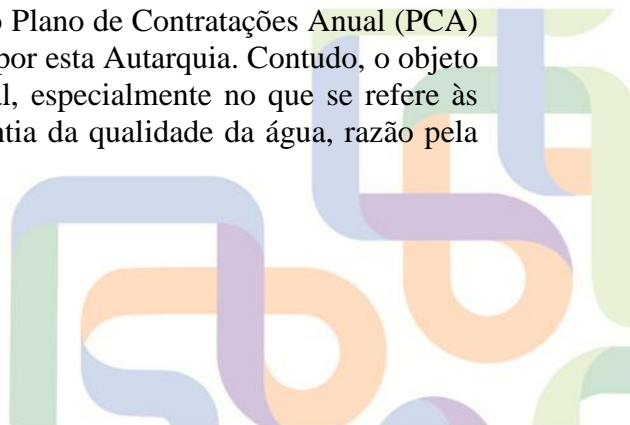 o Plano de Contratações Anual (PCA)
por esta Autarquia. Contudo, o objeto
al, especialmente no que se refere às
ntia da qualidade da água, razão pela